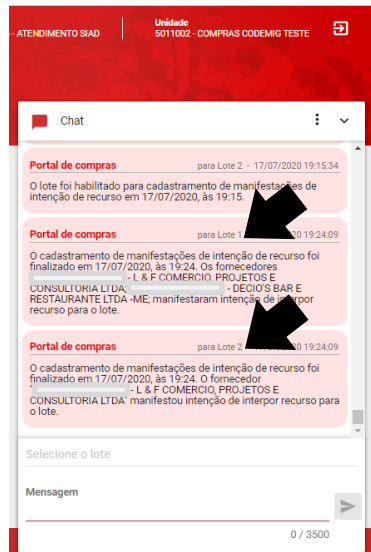 Unidade
- ATENDIMENTO SIAD
5011002 - COMPRAS CODEMIG TESTE
Chat
Portal de compras para Lote 2 - 17/07/2020 19:15:34
O lote foi habilitado para cadastramento de manifestações de
intenção de recurso em 17/07/2020, às 19:15.
Portal de compras para Lote 1 20 19:24:09
O cadastramento de manifestações de intenção de recurso foi
finalizado em 17/07/2020, às 19:24. Os fornecedores
- L & F COMERCIO, PROJETOS E
CONSULTORIA LTDA; - DECIO'S BAR E
RESTAURANTE LTDA -ME; manifestaram intenção de interpor
recurso para o lote.
Portal de compras para Lote 2 - 20 19:24:09
O cadastramento de manifestações de intenção de recurso foi
finalizado em 17/07/2020, às 19:24. O fornecedor
- L & F COMERCIO, PROJETOS E
CONSULTORIA LTDA' manifestou intenção de interpor recurso para
o lote.
Selecione o lote
Mensagem
0 / 3500